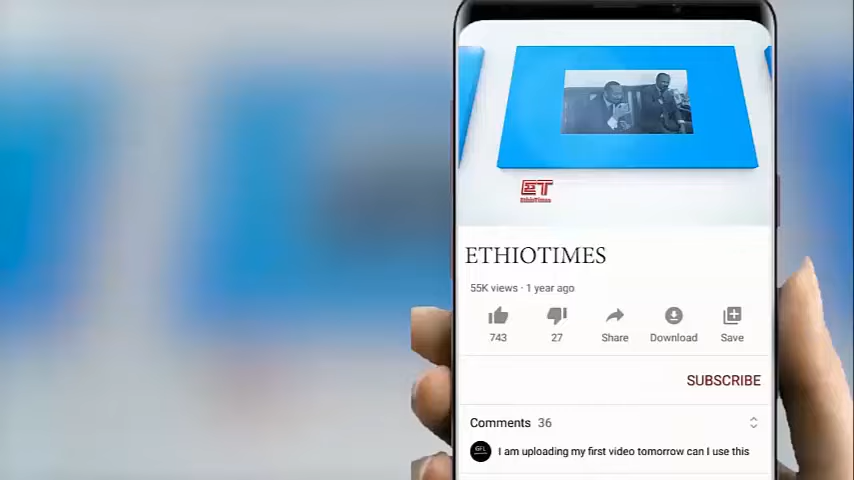 ET
EthioTimes
ETHIOTIMES
55K views · 1 year ago
743 27 Share Download Save
SUBSCRIBE
Comments 36
GFL
I am uploading my first video tomorrow can I use this